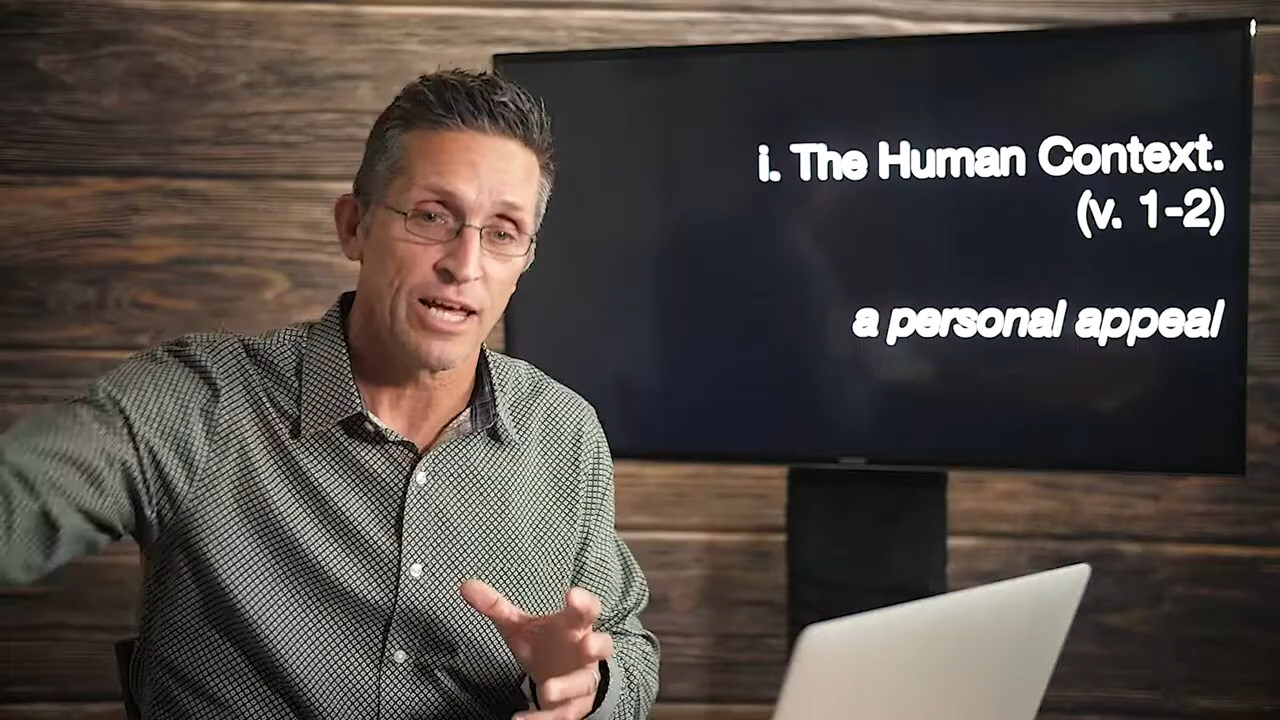 i. The Human Context.
(v. 1-2)
a personal appeal